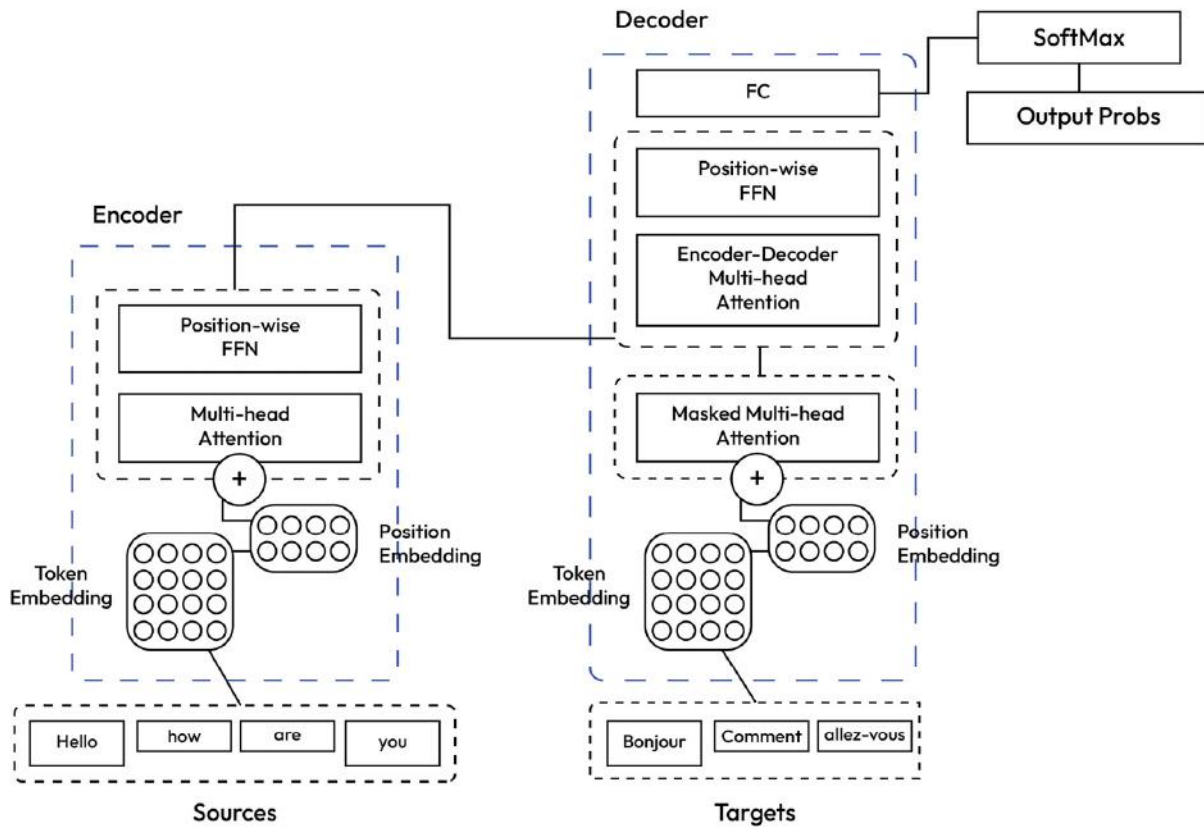 Decoder
SoftMax
FC
Output Probs
Position-wise
FFN
Encoder
Encoder-Decoder
Multi-head
Attention
Position-wise
FFN
Multi-head
Attention
Masked Multi-head
Attention
+
+
Position
Embedding
Position
Embedding
Token
Embedding
Token
Embedding
Hello
how
are
you
Bonjour
Comment
allez-vous
Sources
Targets